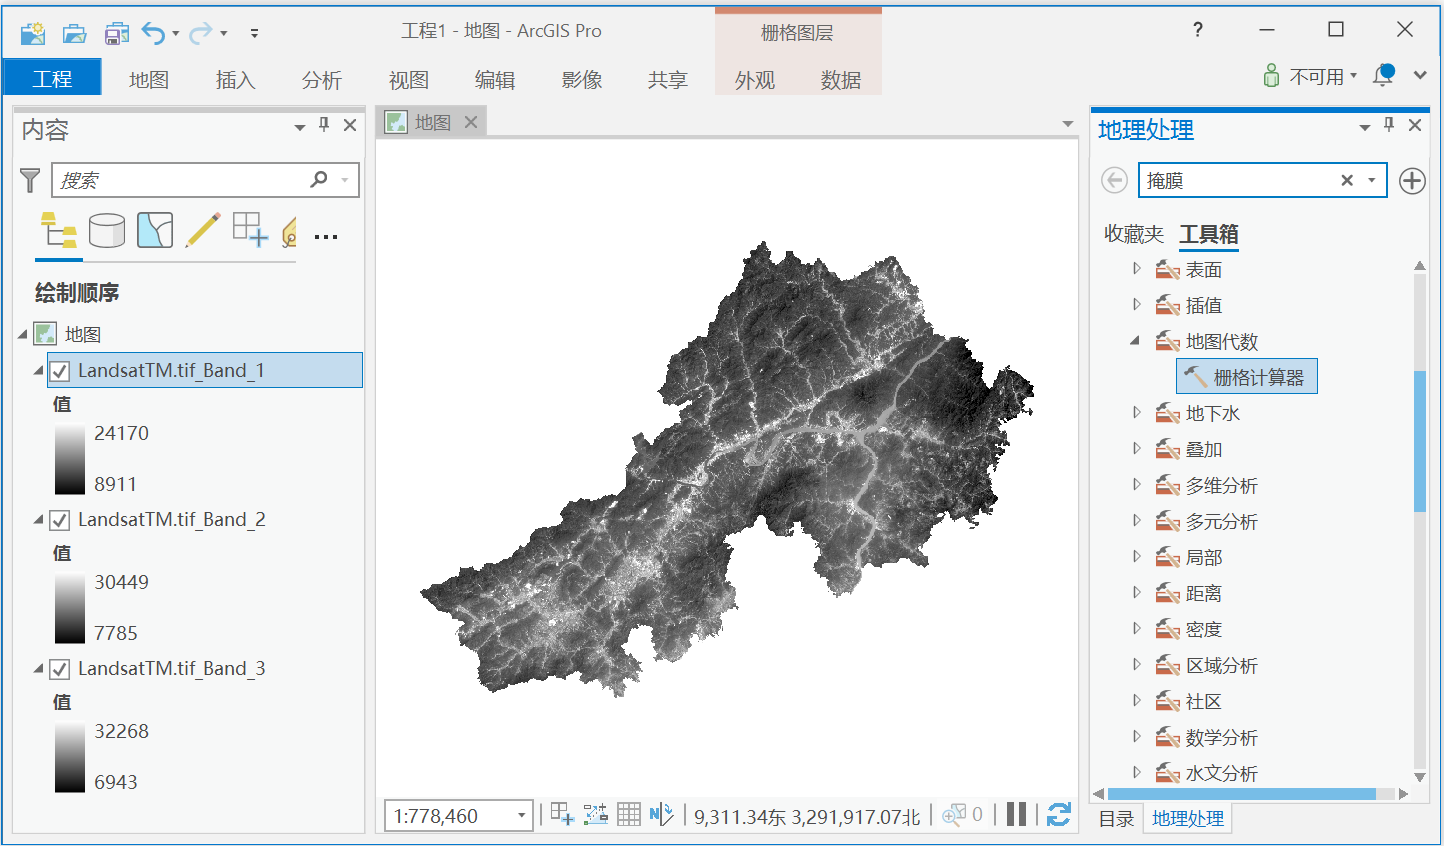 工程1 - 地图 - ArcGIS Pro
栅格图层
?
工程
地图
插入
分析
视图
编辑
影像
共享
外观
数据
不可用
内容
搜索
绘制顺序
地图
LandsatTM.tif_Band_1
值
24170
8911
LandsatTM.tif_Band_2
值
30449
7785
LandsatTM.tif_Band_3
值
32268
6943
地图
1:778,460
9,311.34东 3,291,917.07北
0
地理处理
掩膜
收藏夹
工具箱
表面
插值
地图代数
栅格计算器
地下水
叠加
多维分析
多元分析
局部
距离
密度
区域分析
社区
数学分析
水文分析
目录
地理处理